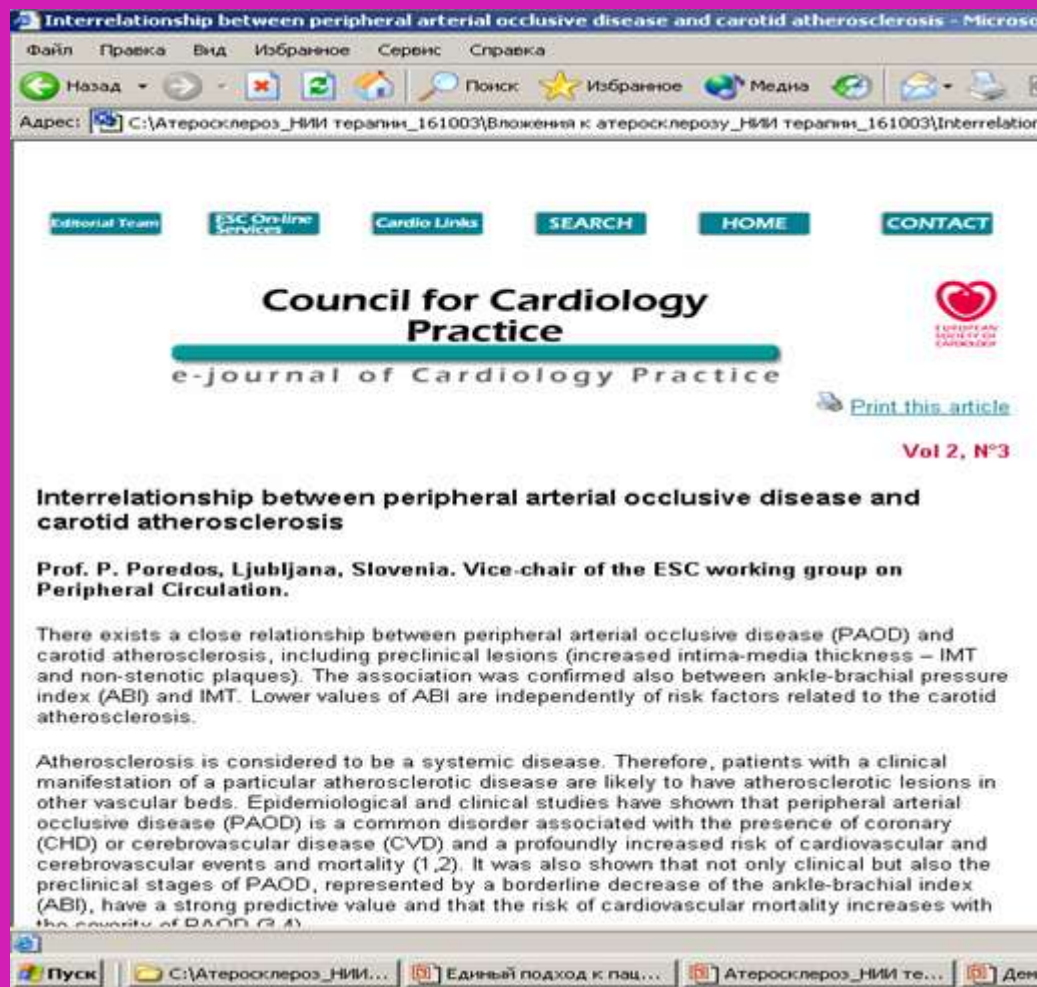 Interrelationship between peripheral arterial occlusive disease and carotid atherosclerosis - Microso
Файл Правка Вид Избранное Сервис Справка
Назад Поиск Избранное Медиа
Адрес: C:\Атеросклероз_НИИ терапии_161003\Вложения к атеросклерозу_НИИ терапии_161003\Interrelation
Editorial Team ESC On-line Services Cardio Links SEARCH HOME CONTACT
Council for Cardiology
Practice
EUROPEAN
SOCIETY OF
CARDIOLOGY
e-journal of Cardiology Practice
Print this article
Vol 2, N°3
Interrelationship between peripheral arterial occlusive disease and
carotid atherosclerosis
Prof. P. Poredos, Ljubljana, Slovenia. Vice-chair of the ESC working group on
Peripheral Circulation.
There exists a close relationship between peripheral arterial occlusive disease (PAOD) and
carotid atherosclerosis, including preclinical lesions (increased intima-media thickness – IMT
and non-stenotic plaques). The association was confirmed also between ankle-brachial pressure
index (ABI) and IMT. Lower values of ABI are independently of risk factors related to the carotid
atherosclerosis.
Atherosclerosis is considered to be a systemic disease. Therefore, patients with a clinical
manifestation of a particular atherosclerotic disease are likely to have atherosclerotic lesions in
other vascular beds. Epidemiological and clinical studies have shown that peripheral arterial
occlusive disease (PAOD) is a common disorder associated with the presence of coronary
(CHD) or cerebrovascular disease (CVD) and a profoundly increased risk of cardiovascular and
cerebrovascular events and mortality (1,2). It was also shown that not only clinical but also the
preclinical stages of PAOD, represented by a borderline decrease of the ankle-brachial index
(ABI), have a strong predictive value and that the risk of cardiovascular mortality increases with
the severity of PAOD (3,4)
Пуск C:\Атеросклероз_НИИ... Единый подход к пац... Атеросклероз_НИИ те... Ден